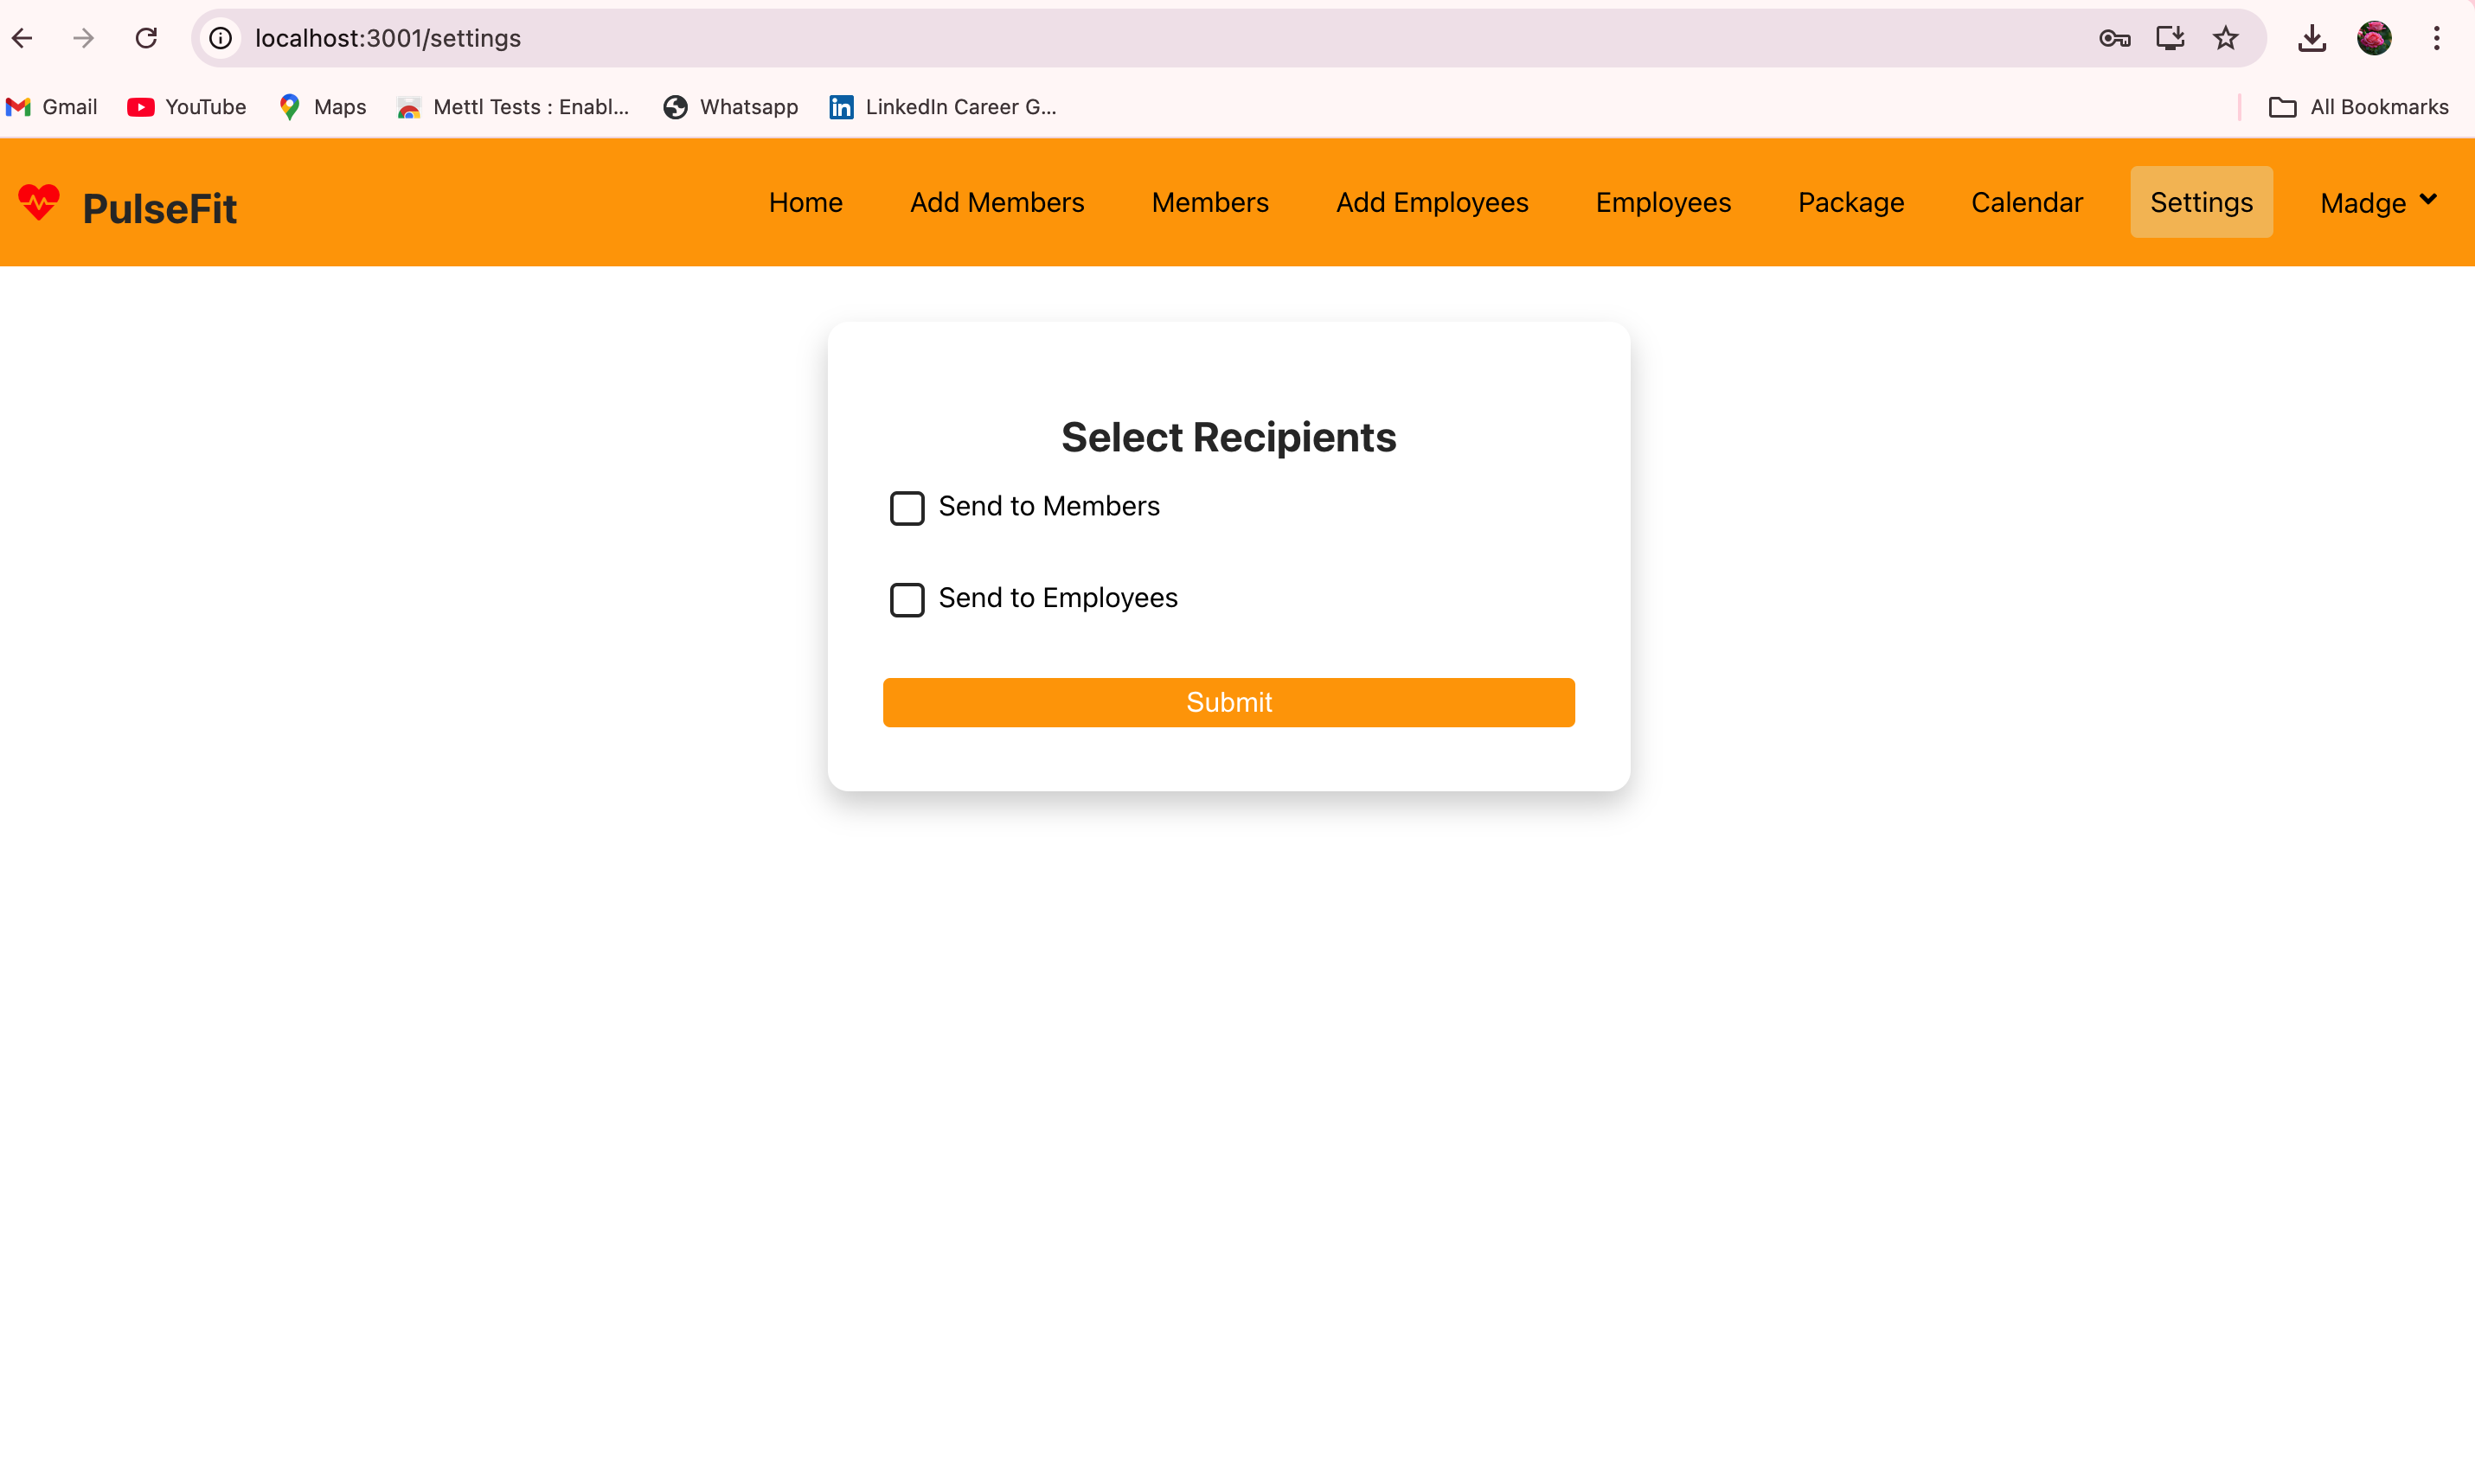 localhost:3001/settings
Gmail YouTube Maps Mettl Tests : Enabl... Whatsapp LinkedIn Career G... All Bookmarks
PulseFit Home Add Members Members Add Employees Employees Package Calendar Settings Madge
Select Recipients
Send to Members
Send to Employees
Submit